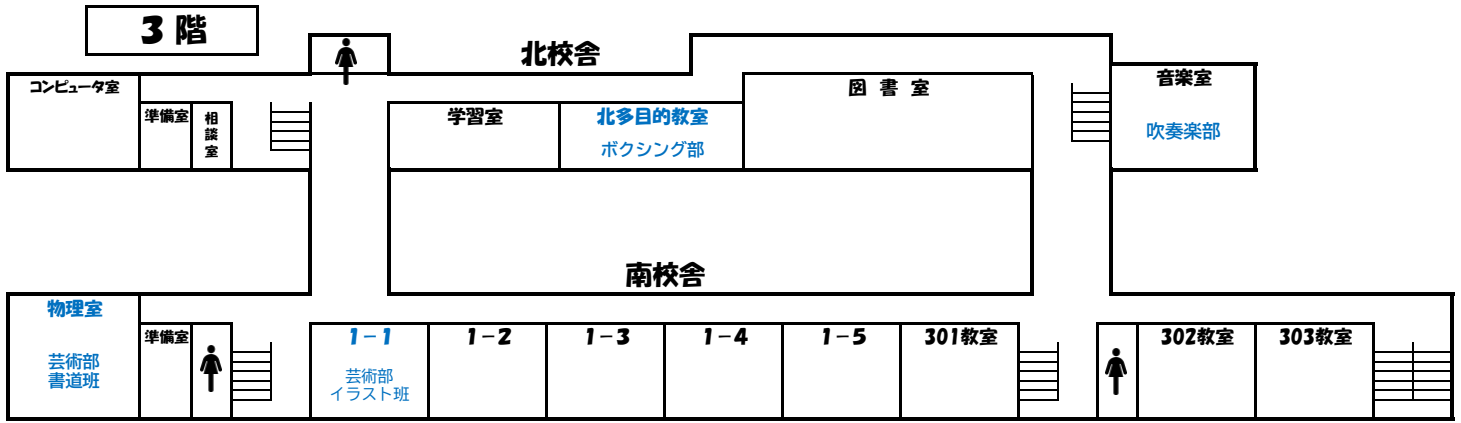 3階
北校舎
コンピュータ室
準備室
相談室
学習室
北多目的教室
ボクシング部
図書室
音楽室
吹奏楽部
南校舎
物理室
芸術部
書道班
準備室
1－1
芸術部
イラスト班
1－2
1－3
1－4
1－5
301教室
302教室
303教室